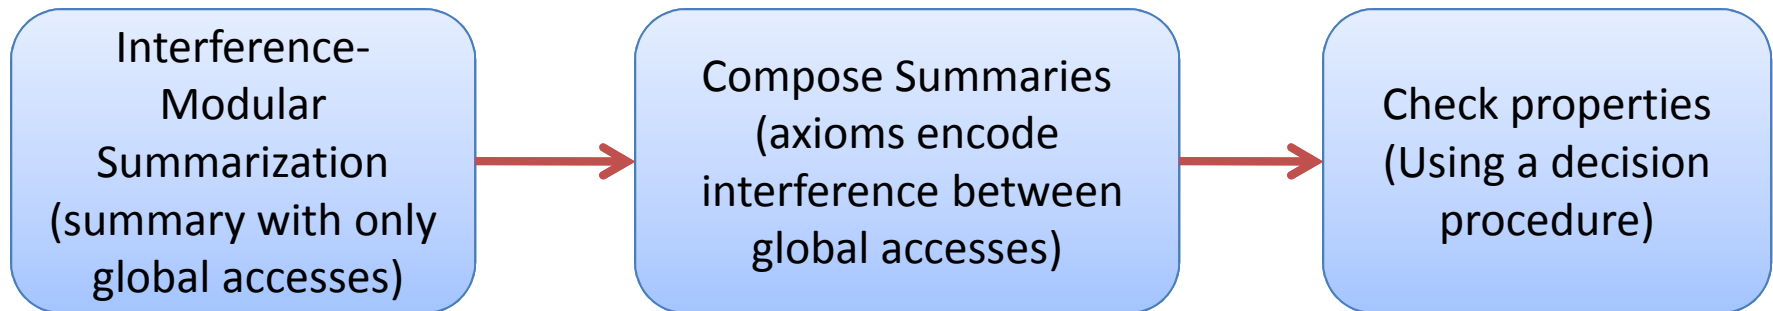 Interference-
Modular
Summarization
(summary with only
global accesses)
Compose Summaries
(axioms encode
interference between
global accesses)
Check properties
(Using a decision
procedure)